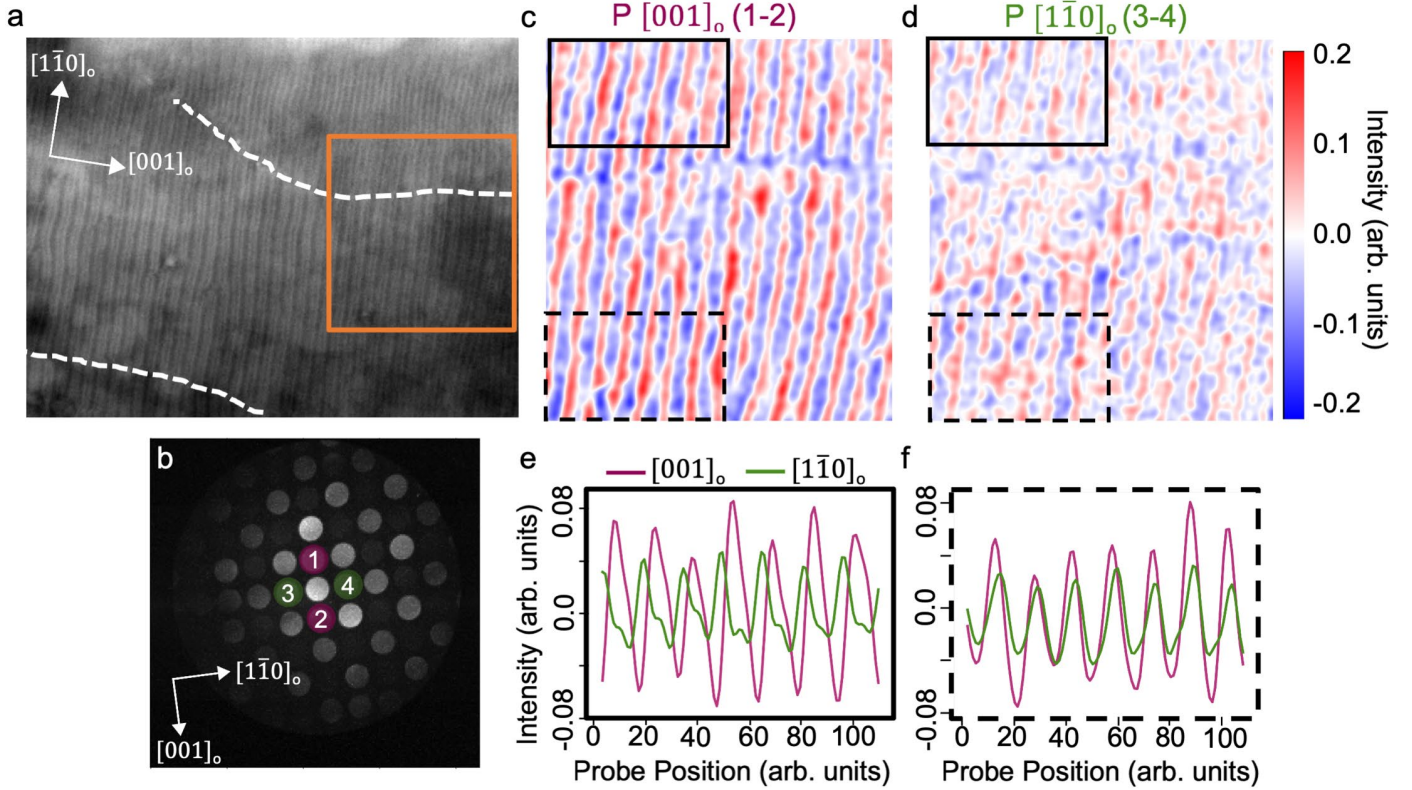 a
[11̄0]ₒ
[001]ₒ
c
P [001]ₒ (1-2)
d
P [11̄0]ₒ (3-4)
0.2
0.1
0.0
-0.1
-0.2
Intensity (arb. units)
b
1
3
4
2
[11̄0]ₒ
[001]ₒ
e
[001]ₒ
[11̄0]ₒ
0.08
0.0
-0.08
Intensity (arb. units)
0 20 40 60 80 100
Probe Position (arb. units)
f
0.08
0.0
-0.08
0 20 40 60 80 100
Probe Position (arb. units)